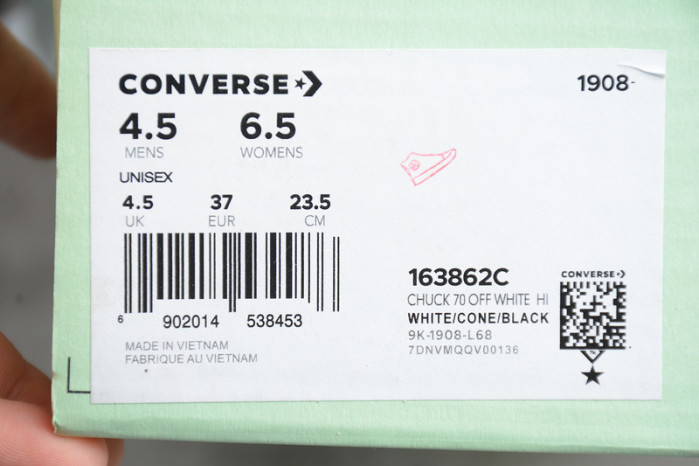 CONVERSE
1908-
4.5 6.5
MENS WOMENS
UNISEX
4.5 37 23.5
UK EUR CM
6 902014 538453
MADE IN VIETNAM
FABRIQUE AU VIETNAM
163862C
CHUCK 70 OFF WHITE HI
WHITE/CONE/BLACK
9K-1908-L68
7DNVMQQV00136
CONVERSE